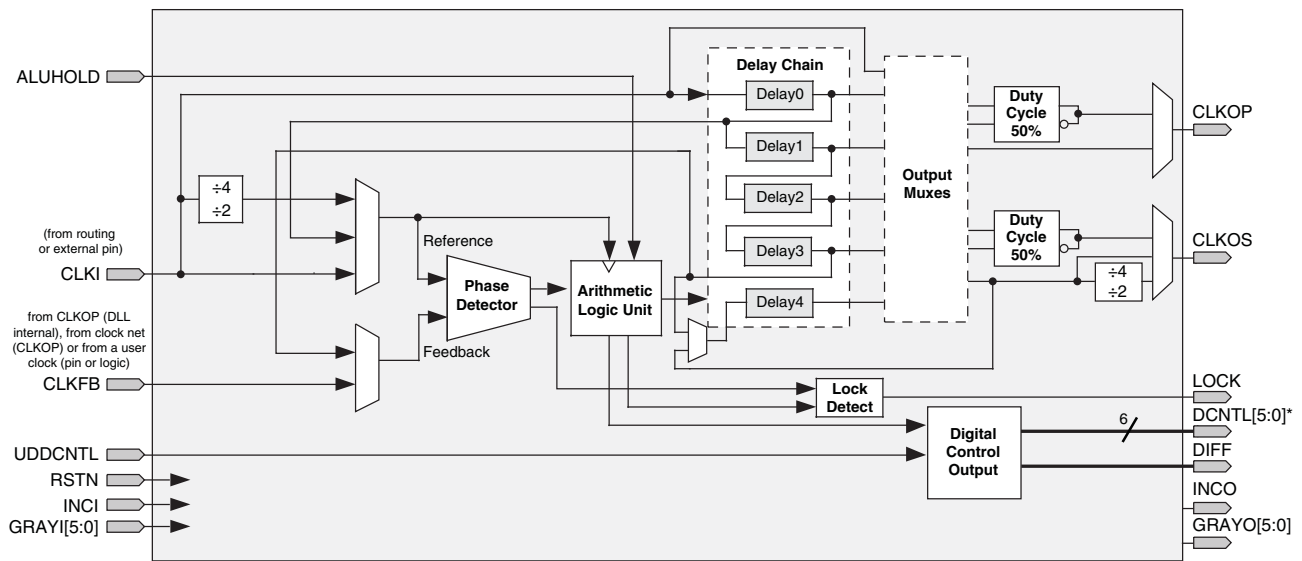 ALUHOLD
Delay Chain
Delay0
Delay1
Delay2
Delay3
Delay4
Output
Muxes
Duty
Cycle
50%
CLKOP
Duty
Cycle
50%
CLKOS
÷4
÷2
÷4
÷2
(from routing
or external pin)
CLKI
Reference
Phase
Detector
Arithmetic
Logic Unit
from CLKOP (DLL
internal), from clock net
(CLKOP) or from a user
clock (pin or logic)
CLKFB
Feedback
Lock
Detect
LOCK
Digital
Control
Output
6
DCNTL[5:0]*
DIFF
UDDCNTL
RSTN
INCI
GRAYI[5:0]
INCO
GRAYO[5:0]